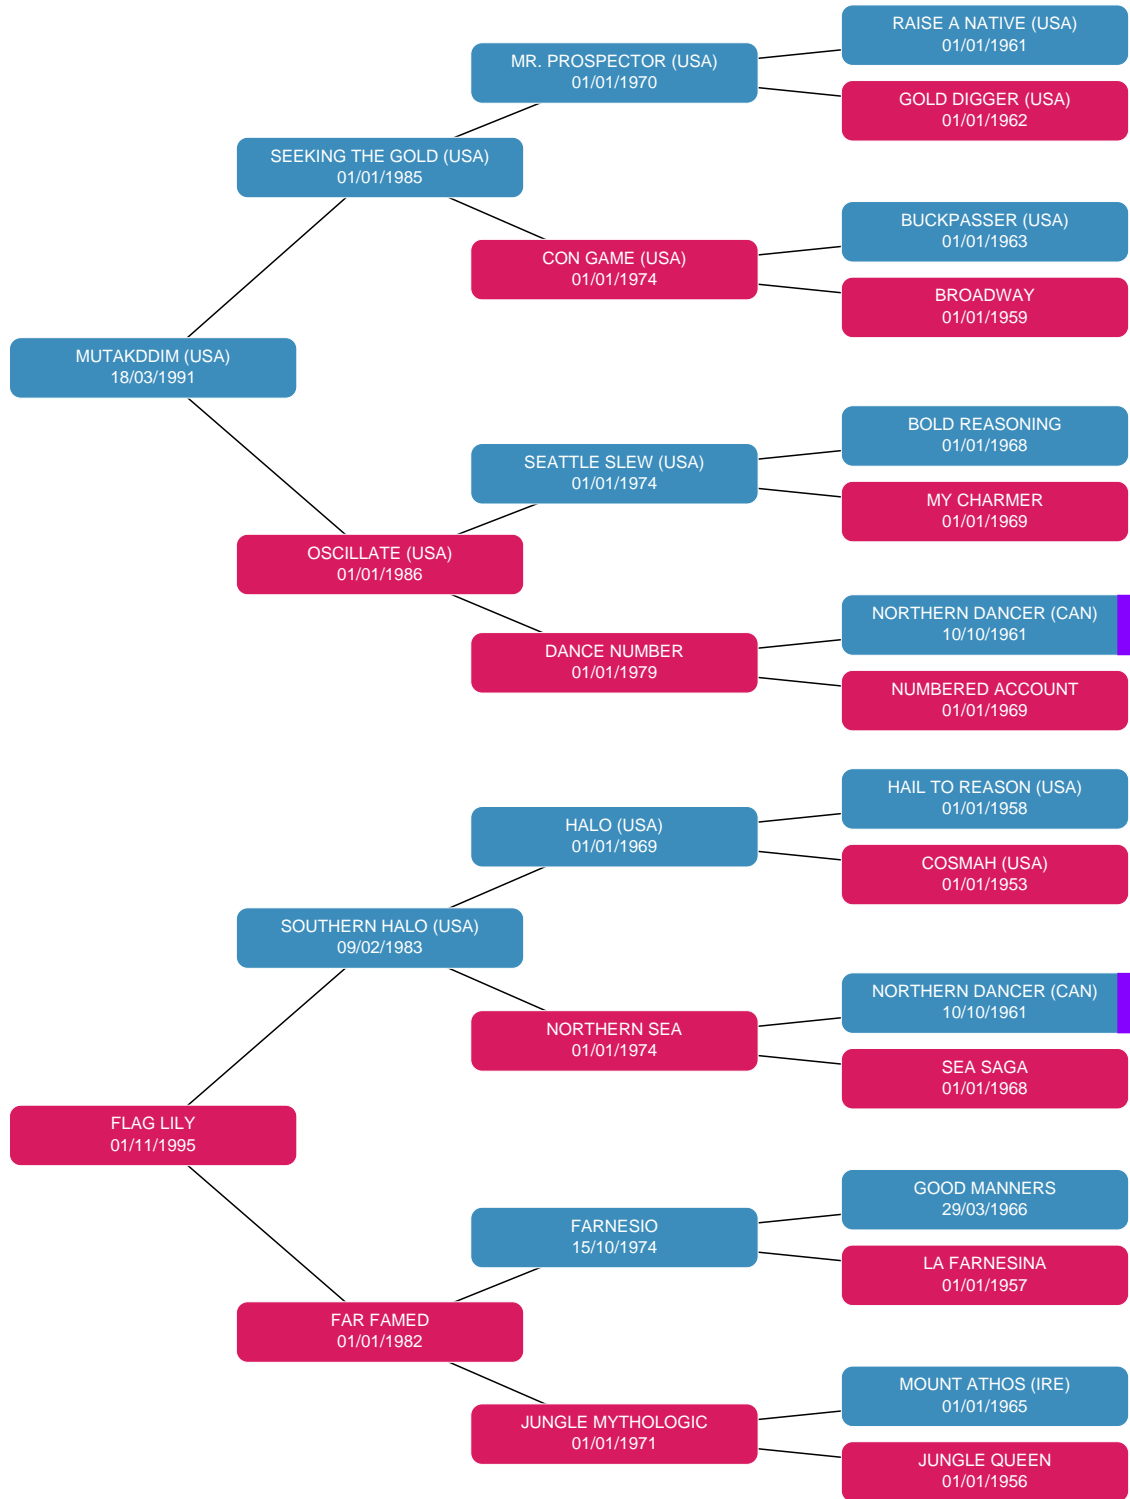 RAISE A NATIVE (USA)
01/01/1961
MR. PROSPECTOR (USA)
01/01/1970
GOLD DIGGER (USA)
01/01/1962
SEEKING THE GOLD (USA)
01/01/1985
BUCKPASSER (USA)
01/01/1963
CON GAME (USA)
01/01/1974
BROADWAY
01/01/1959
MUTAKDDIM (USA)
18/03/1991
BOLD REASONING
01/01/1968
SEATTLE SLEW (USA)
01/01/1974
MY CHARMER
01/01/1969
OSCILLATE (USA)
01/01/1986
NORTHERN DANCER (CAN)
10/10/1961
DANCE NUMBER
01/01/1979
NUMBERED ACCOUNT
01/01/1969
HAIL TO REASON (USA)
01/01/1958
HALO (USA)
01/01/1969
COSMAH (USA)
01/01/1953
SOUTHERN HALO (USA)
09/02/1983
NORTHERN DANCER (CAN)
10/10/1961
NORTHERN SEA
01/01/1974
SEA SAGA
01/01/1968
FLAG LILY
01/11/1995
GOOD MANNERS
29/03/1966
FARNESIO
15/10/1974
LA FARNESINA
01/01/1957
FAR FAMED
01/01/1982
MOUNT ATHOS (IRE)
01/01/1965
JUNGLE MYTHOLOGIC
01/01/1971
JUNGLE QUEEN
01/01/1956